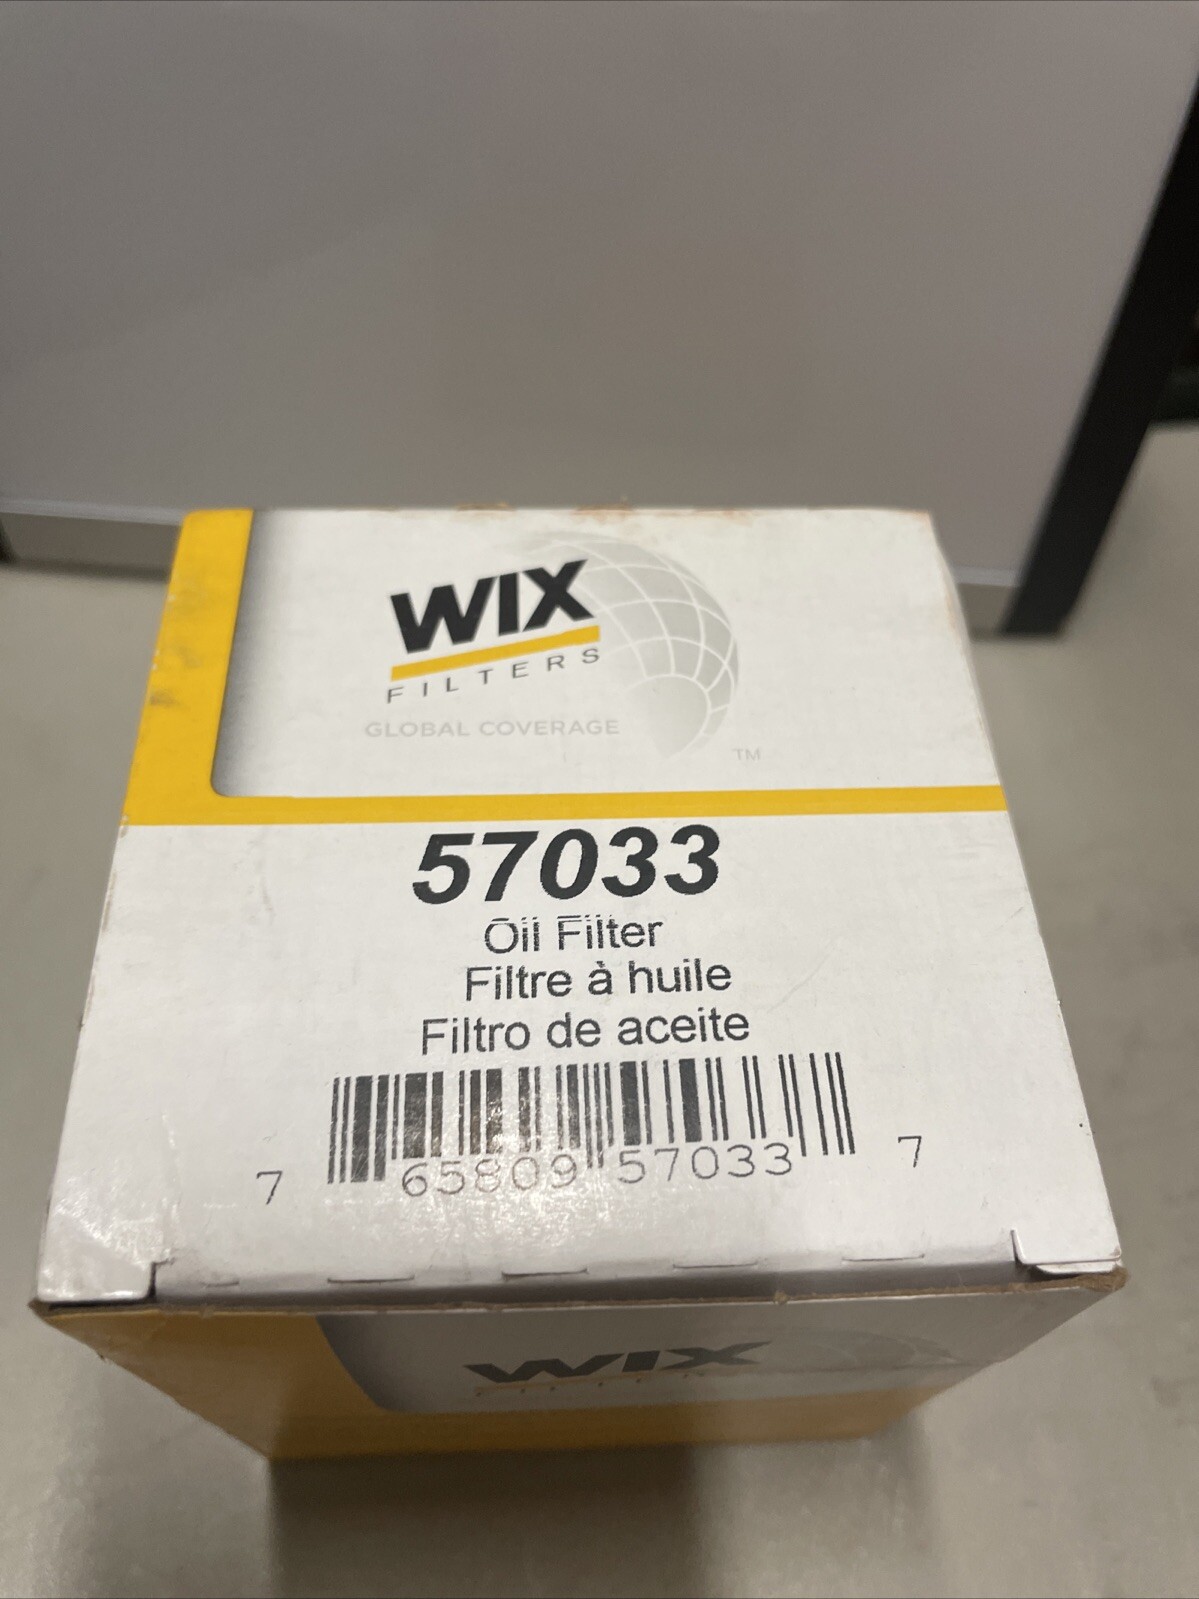 WIX
FILTERS
GLOBAL COVERAGE
TM
57033
Oil Filter
Filtre à huile
Filtro de aceite
7 65809 57033 7
WIX